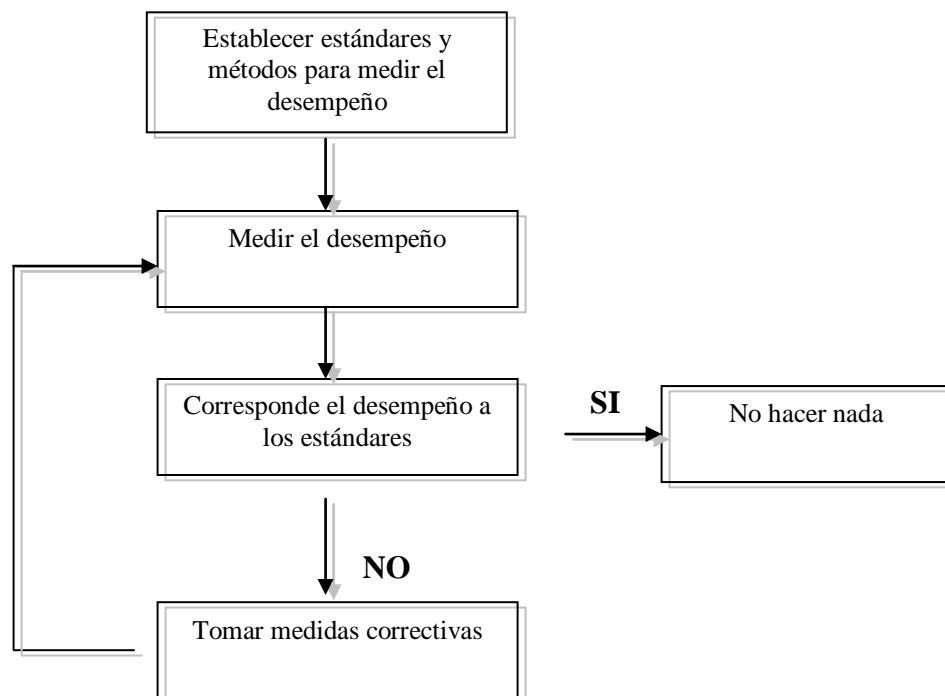 Establecer estándares y
métodos para medir el
desempeño
Medir el desempeño
Corresponde el desempeño a
los estándares
SI
No hacer nada
NO
Tomar medidas correctivas